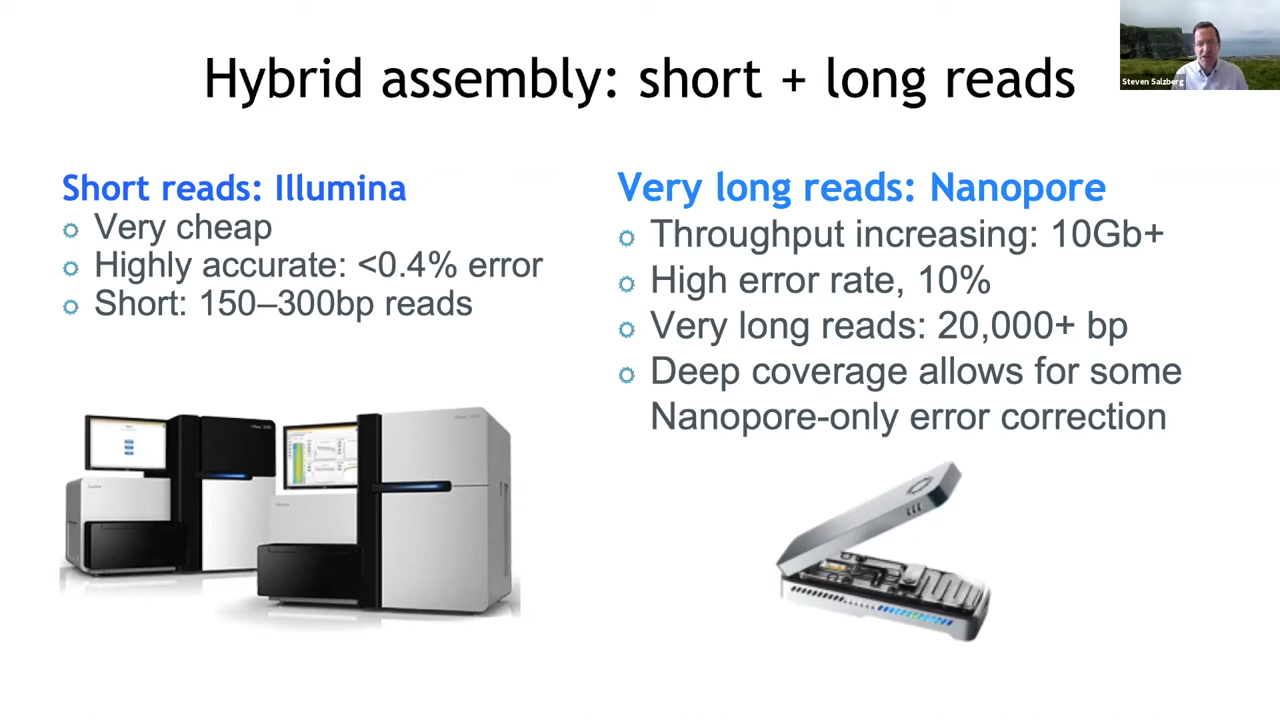 Hybrid assembly: short + long reads
Steven Salzberg
Short reads: Illumina
Very cheap
Highly accurate: <0.4% error
Short: 150–300bp reads
Very long reads: Nanopore
Throughput increasing: 10Gb+
High error rate, 10%
Very long reads: 20,000+ bp
Deep coverage allows for some
Nanopore-only error correction